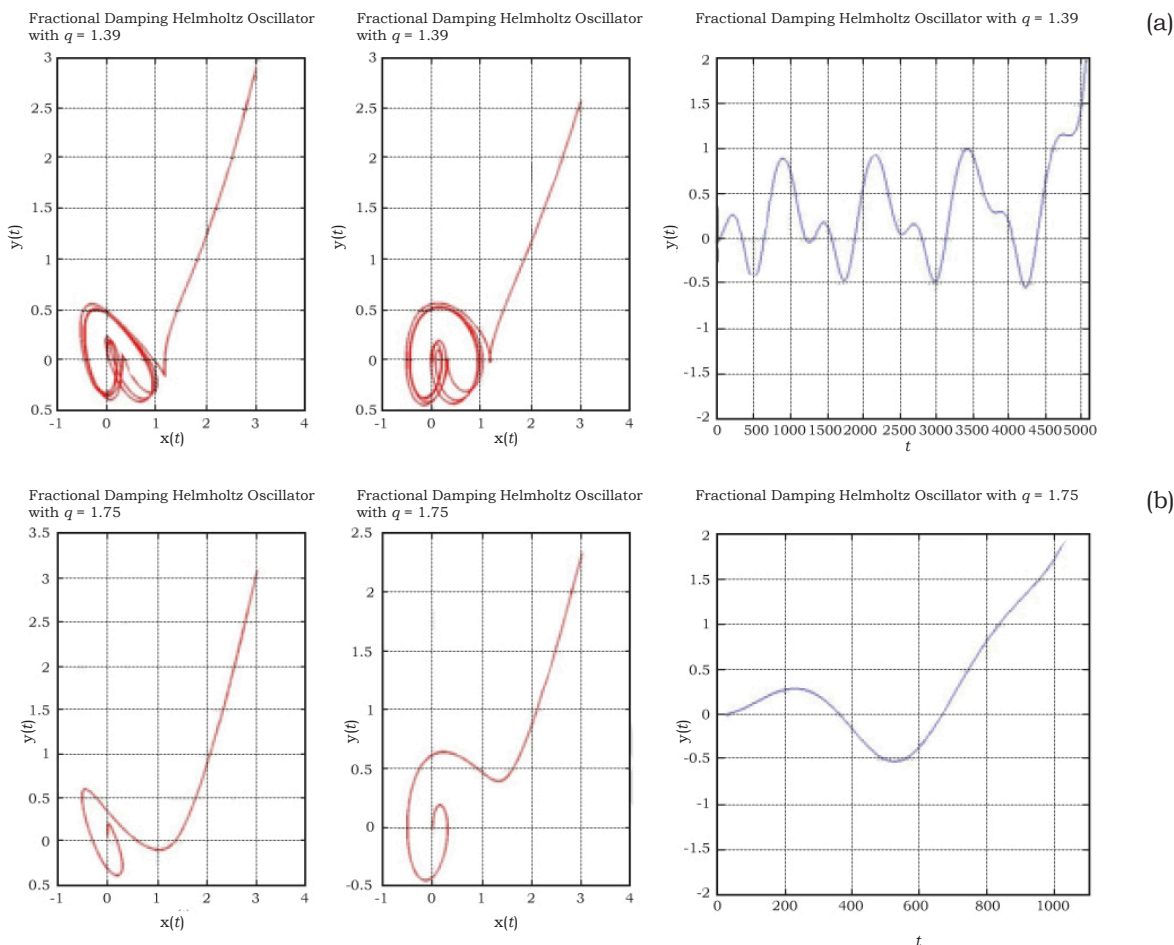 Fractional Damping Helmholtz Oscillator
with q = 1.39
3
2.5
2
1.5
1
0.5
0
0.5
y(t)
-1
0
1
2
3
4
x(t)
Fractional Damping Helmholtz Oscillator
with q = 1.39
3
2.5
2
1.5
1
0.5
0
0.5
y(t)
-1
0
1
2
3
4
x(t)
Fractional Damping Helmholtz Oscillator with q = 1.39
(a)
2
1.5
1
0.5
0
-0.5
-1
-1.5
-2
y(t)
0 500 1000 1500 2000 2500 3000 3500 4000 4500 5000
t
Fractional Damping Helmholtz Oscillator
with q = 1.75
3.5
3
2.5
2
1.5
1
0.5
0
0.5
y(t)
-1
0
1
2
3
4
x(t)
Fractional Damping Helmholtz Oscillator
with q = 1.75
2.5
2
1.5
1
0.5
0
-0.5
y(t)
-1
0
1
2
3
4
x(t)
Fractional Damping Helmholtz Oscillator with q = 1.75
(b)
2
1.5
1
0.5
0
-0.5
-1
-1.5
-2
y(t)
0 200 400 600 800 1000
t